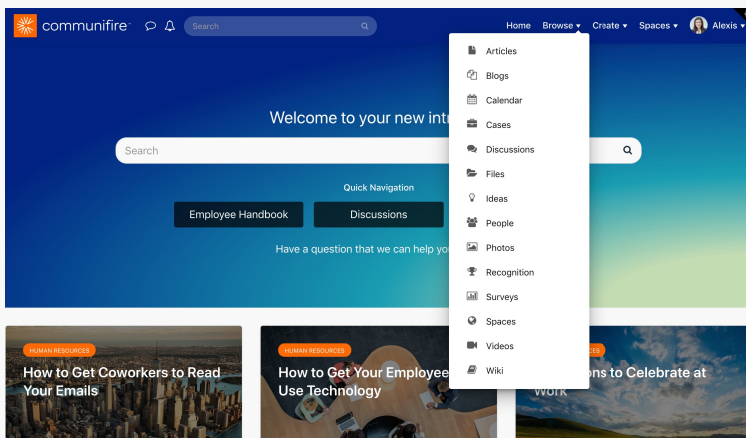 communifire
Search
Home
Browse
Create
Spaces
Alexis
Articles
Blogs
Calendar
Cases
Discussions
Files
Ideas
People
Photos
Recognition
Surveys
Spaces
Videos
Wiki
Welcome to your new intr
Search
Quick Navigation
Employee Handbook
Discussions
Have a question that we can help yo
HUMAN RESOURCES
How to Get Coworkers to Read
Your Emails
HUMAN RESOURCES
How to Get Your Employee
Use Technology
ons to Celebrate at
Work